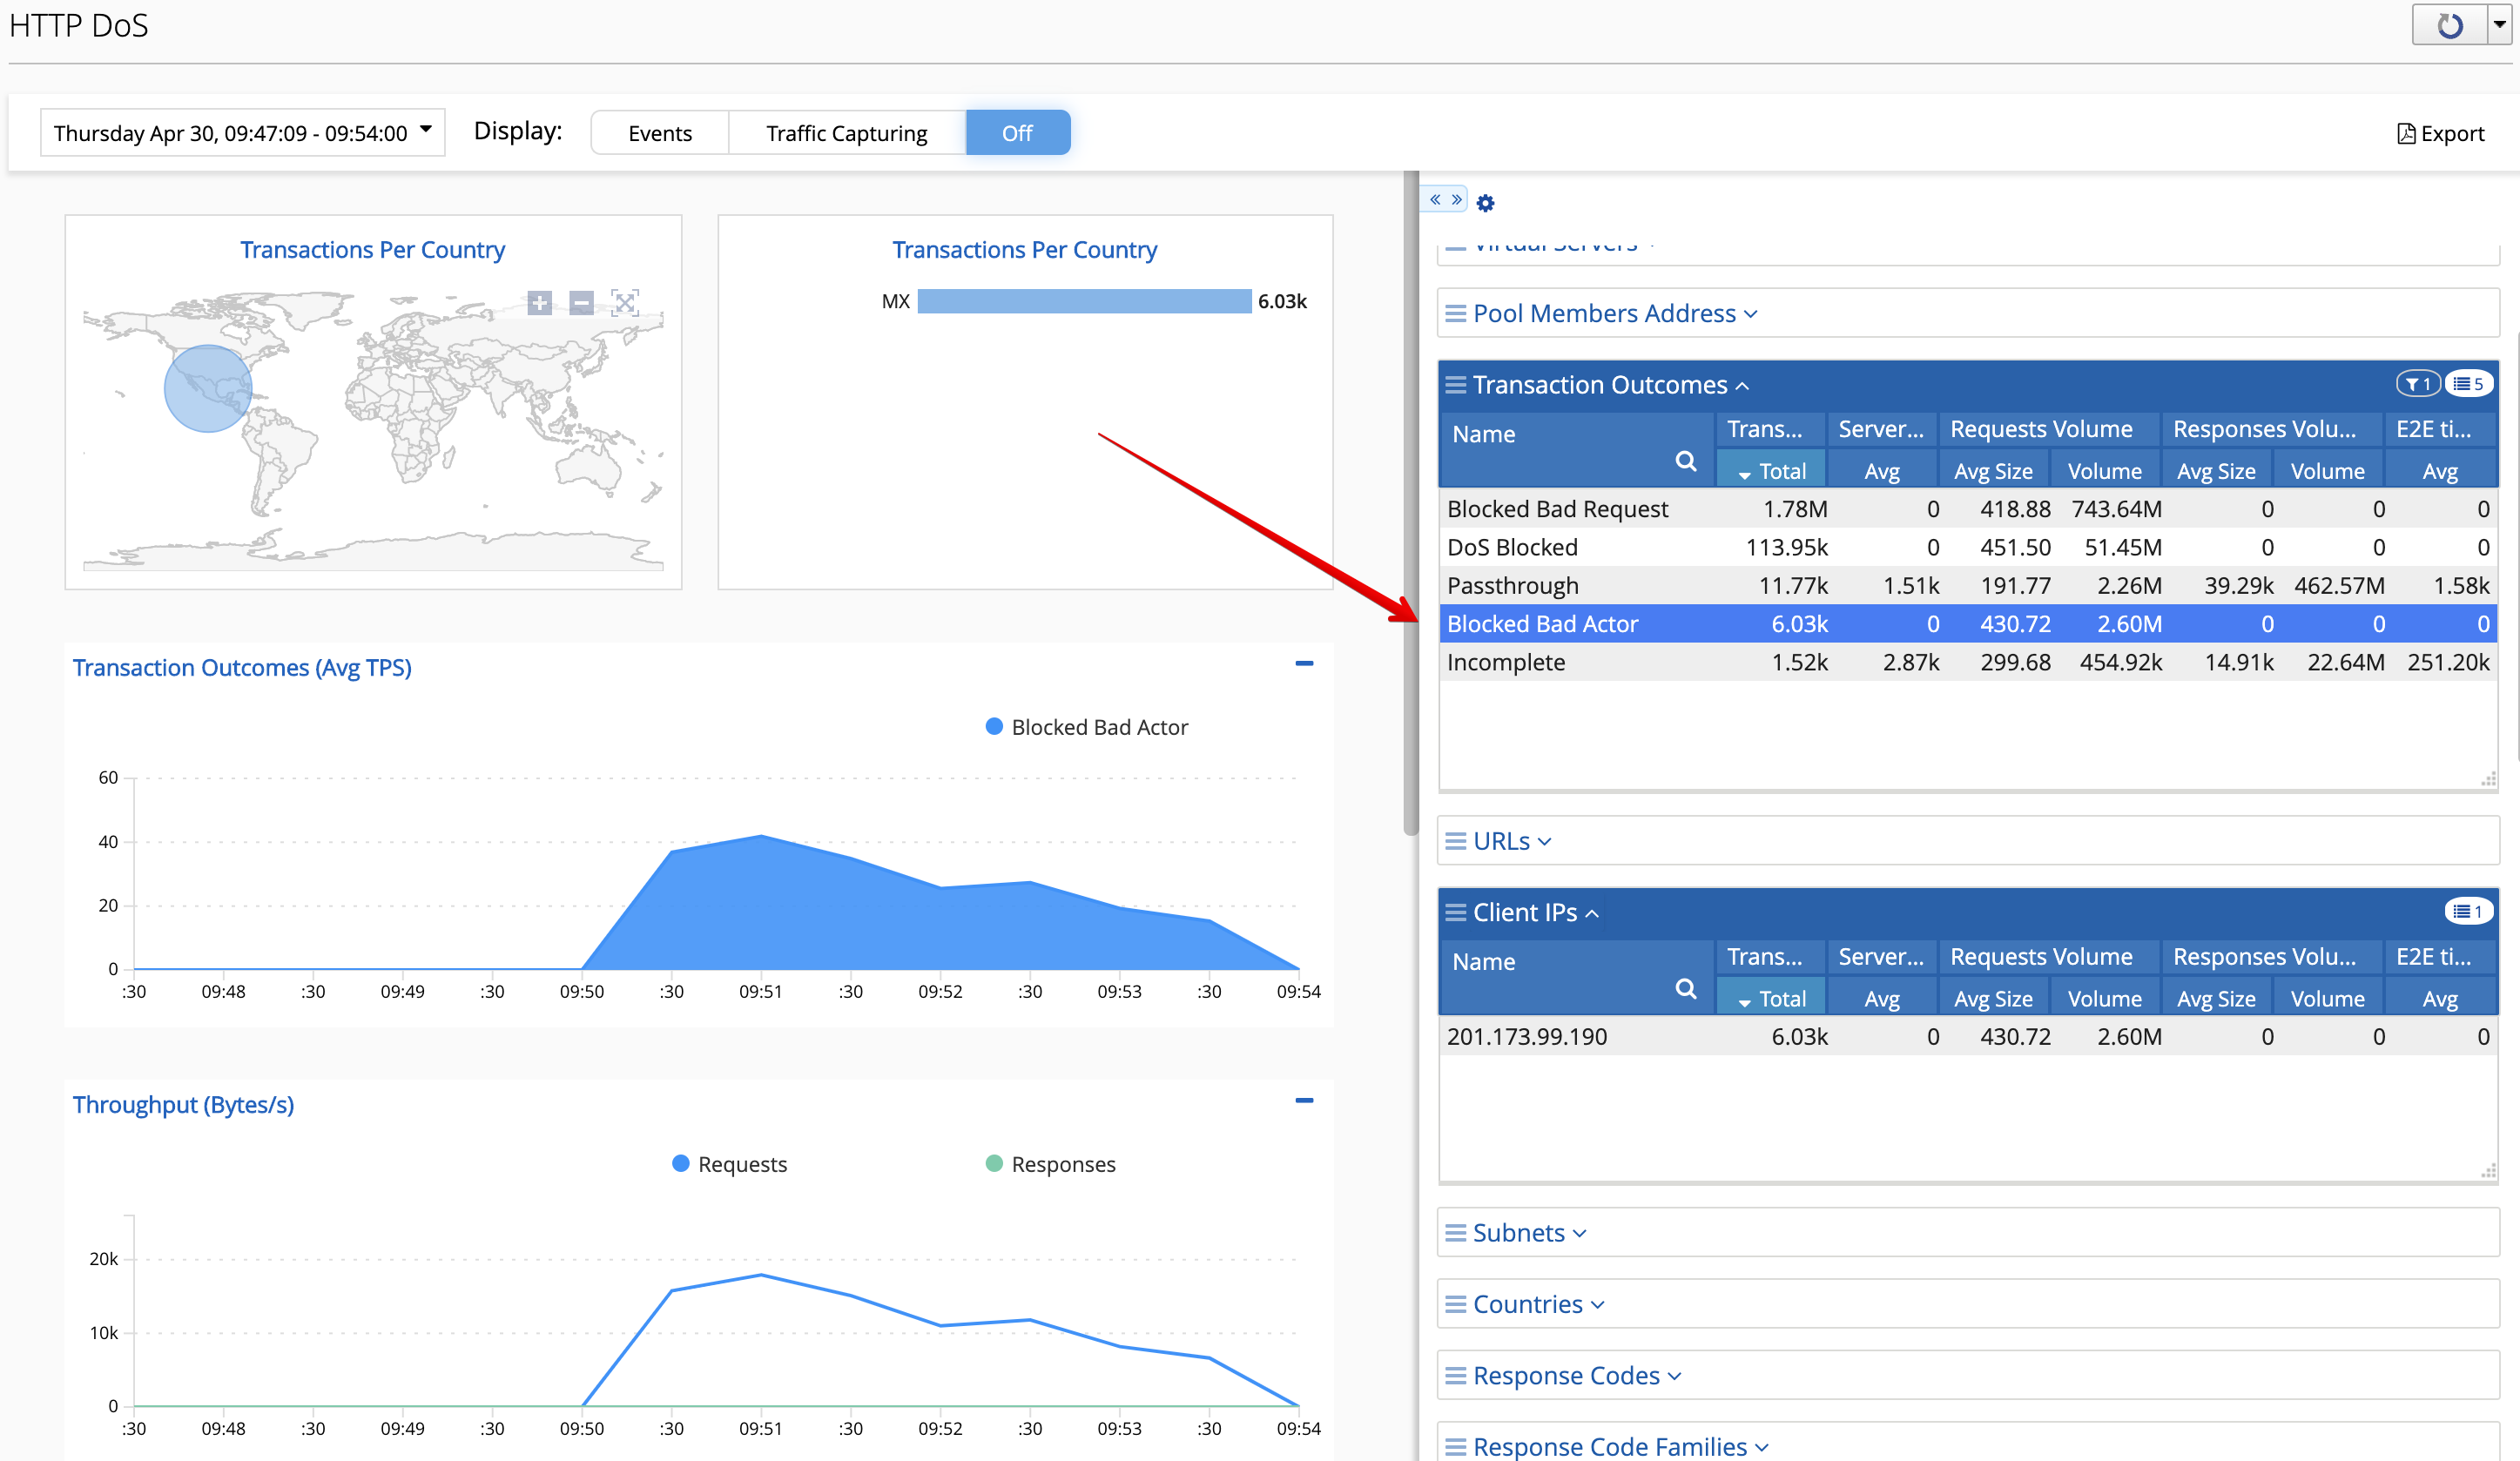 HTTP DoS
Thursday Apr 30, 09:47:09 - 09:54:00
Display:
Events
Traffic Capturing
Off
Export
Transactions Per Country
Transactions Per Country
MX
6.03k
Transaction Outcomes (Avg TPS)
Blocked Bad Actor
60
40
20
0
:30 09:48 :30 09:49 :30 09:50 :30 09:51 :30 09:52 :30 09:53 :30 09:54
Throughput (Bytes/s)
Requests
Responses
20k
10k
0
:30 09:48 :30 09:49 :30 09:50 :30 09:51 :30 09:52 :30 09:53 :30 09:54
Virtual Servers
Pool Members Address
Transaction Outcomes
1
5
Name Trans... Server... Requests Volume Responses Volu... E2E ti...
Total Avg Avg Size Volume Avg Size Volume Avg
Blocked Bad Request 1.78M 0 418.88 743.64M 0 0 0
DoS Blocked 113.95k 0 451.50 51.45M 0 0 0
Passthrough 11.77k 1.51k 191.77 2.26M 39.29k 462.57M 1.58k
Blocked Bad Actor 6.03k 0 430.72 2.60M 0 0 0
Incomplete 1.52k 2.87k 299.68 454.92k 14.91k 22.64M 251.20k
URLs
Client IPs
1
Name Trans... Server... Requests Volume Responses Volu... E2E ti...
Total Avg Avg Size Volume Avg Size Volume Avg
201.173.99.190 6.03k 0 430.72 2.60M 0 0 0
Subnets
Countries
Response Codes
Response Code Families